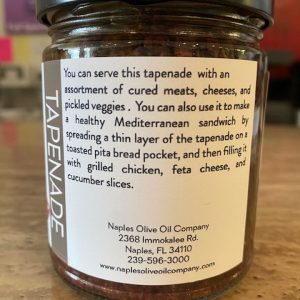 You can serve this tapenade with an
assortment of cured meats, cheeses, and
pickled veggies . You can also use it to make
a healthy Mediterranean sandwich by
spreading a thin layer of the tapenade on a
toasted pita bread pocket, and then filling it
with grilled chicken, feta cheese, and
cucumber slices.
TAPENADE
Naples Olive Oil Company
2368 Immokalee Rd.
Naples, FL 34110
239-596-3000
www.naplesoliveoilcompany.com